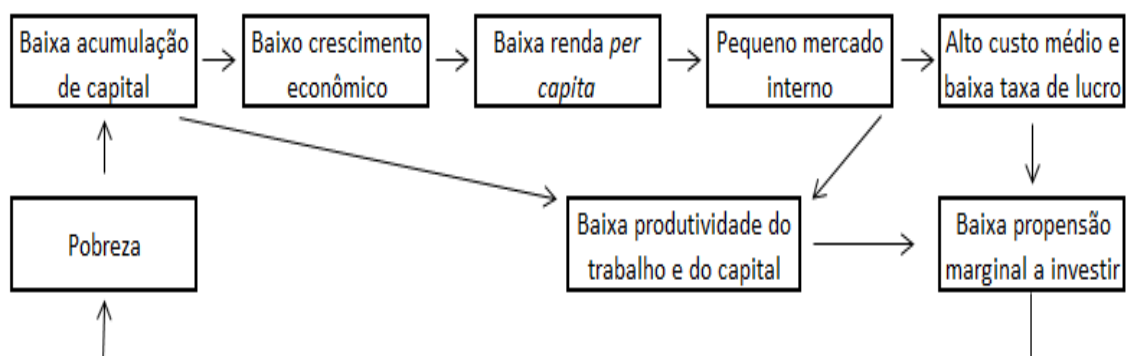 Baixa acumulação
de capital
Baixo crescimento
econômico
Baixa renda per
capita
Pequeno mercado
interno
Alto custo médio e
baixa taxa de lucro
Pobreza
Baixa produtividade do
trabalho e do capital
Baixa propensão
marginal a investir